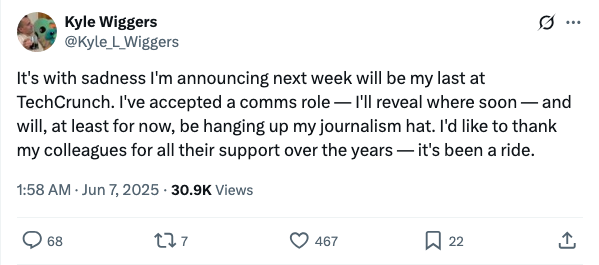 Kyle Wiggers
@Kyle_L_Wiggers
It's with sadness I'm announcing next week will be my last at
TechCrunch. I've accepted a comms role — I'll reveal where soon — and
will, at least for now, be hanging up my journalism hat. I'd like to thank
my colleagues for all their support over the years — it's been a ride.
1:58 AM · Jun 7, 2025 · 30.9K Views
68 7 467 22